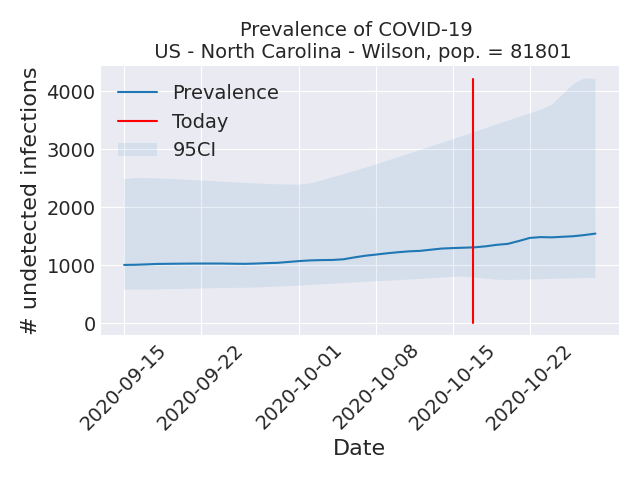 Prevalence of COVID-19
US - North Carolina - Wilson, pop. = 81801
# undetected infections
4000
3000
2000
1000
0
Prevalence
Today
95CI
2020-09-15
2020-09-22
2020-10-01
2020-10-08
2020-10-15
2020-10-22
Date